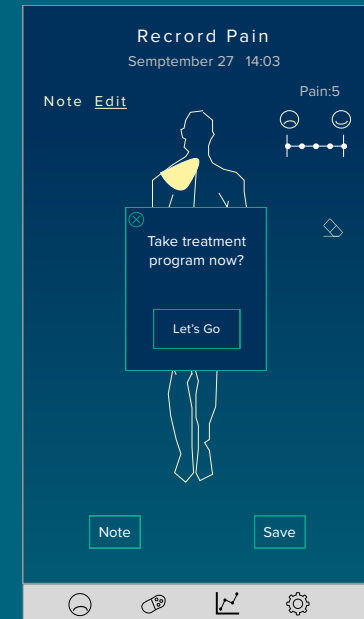 Recrord Pain
Semptember 27 14:03
Note Edit
Pain:5
Take treatment
program now?
Let's Go
Note
Save